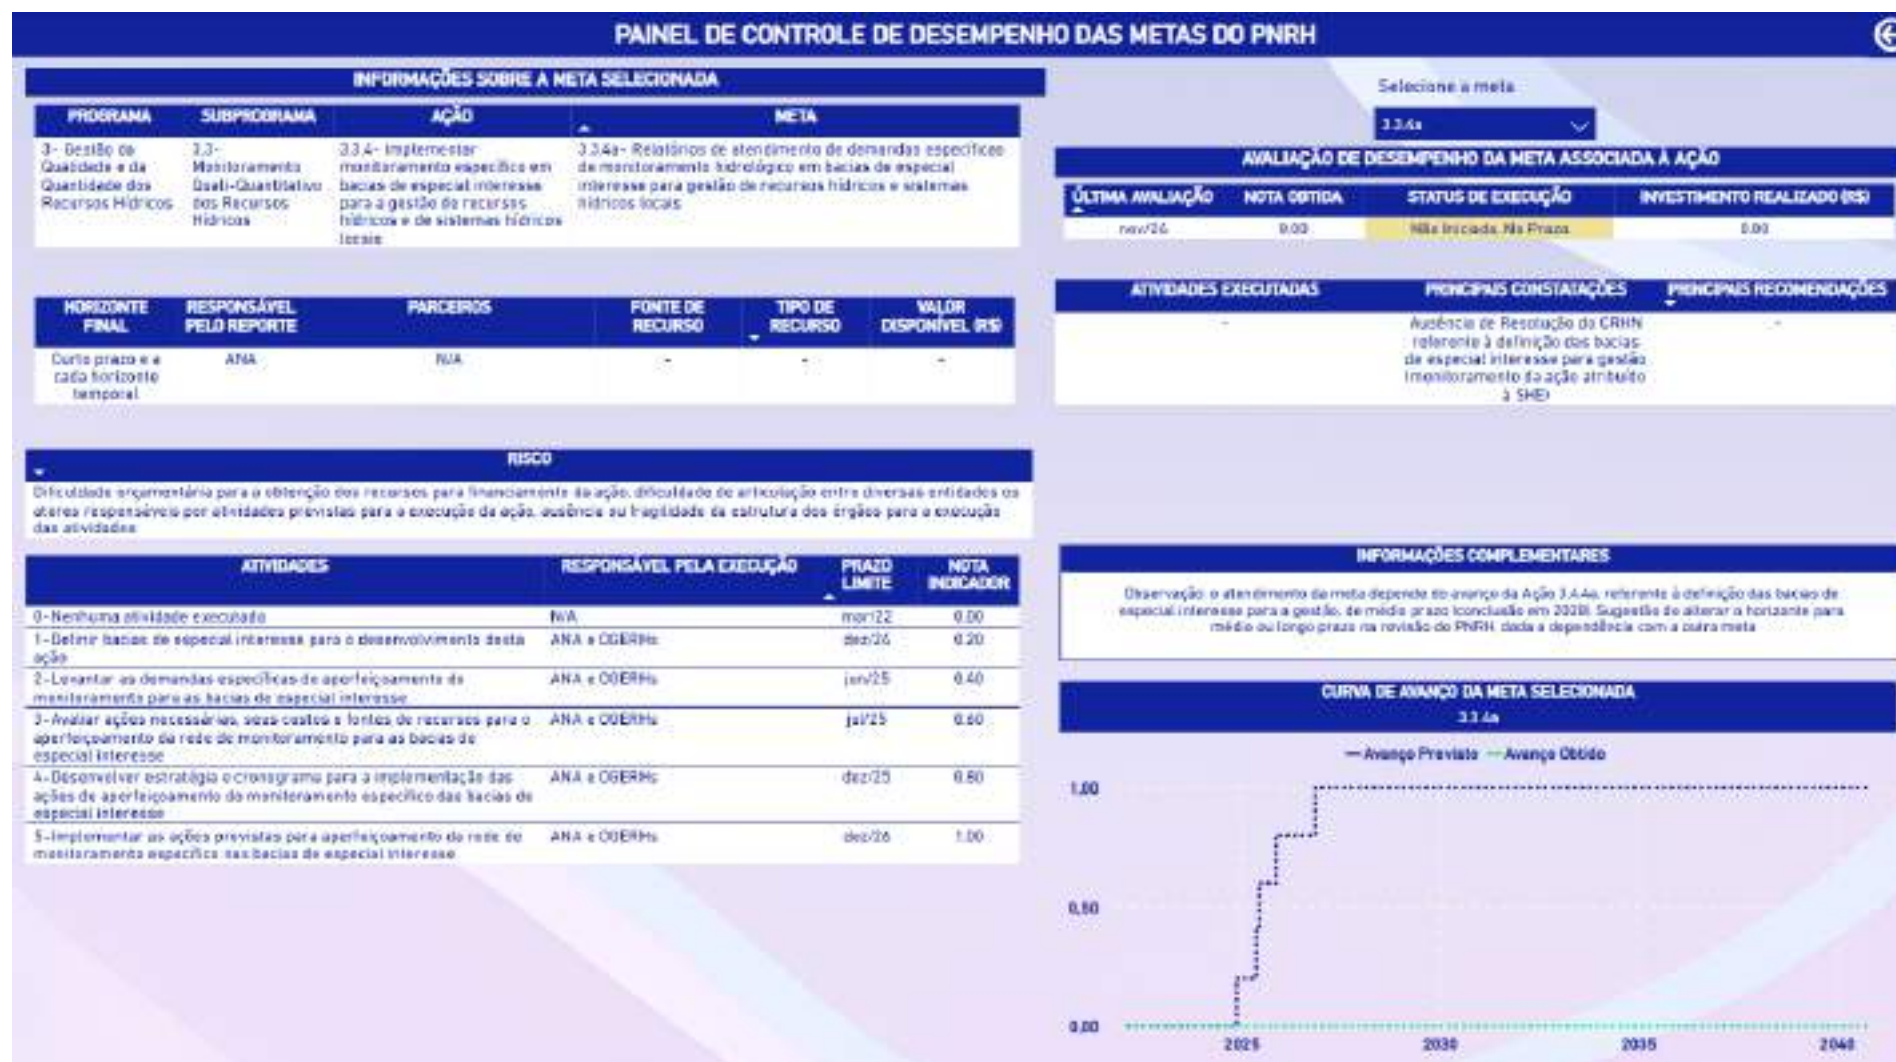 PAINEL DE CONTROLE DE DESEMPENHO DAS METAS DO PNRH
INFORMAÇÕES SOBRE A META SELECIONADA
PROGRAMA SUBPROGRAMA AÇÃO META
3- Gestão da Qualidade e da Quantidade dos Recursos Hídricos
3.3- Monitoramento Quali-Quantitativo dos Recursos Hídricos
3.3.4- Implementar monitoramento específico em bacias de especial interesse para a gestão de recursos hídricos e de sistemas hídricos locais
3.3.4a- Relatórios de atendimento de demandas específicas de monitoramento hidrológico em bacias de especial interesse para gestão de recursos hídricos e sistemas hídricos locais
HORIZONTE FINAL RESPONSÁVEL PELO REPORTE PARCEIROS FONTE DE RECURSO TIPO DE RECURSO VALOR DISPONÍVEL (R$)
Curto prazo e a cada horizonte temporal ANA N/A - - -
RISCO
Dificuldade orçamentária para a obtenção dos recursos para financiamento da ação, dificuldade de articulação entre diversas entidades os
atores responsáveis por atividades previstas para a execução da ação, ausência ou fragilidade da estrutura dos órgãos para a execução
das atividades
ATIVIDADES RESPONSÁVEL PELA EXECUÇÃO PRAZO LIMITE NOTA INDICADOR
0-Nenhuma atividade executada N/A mar/22 0.00
1-Definir bacias de especial interesse para o desenvolvimento desta ação ANA e OGERHs dez/24 0.20
2-Levantar as demandas específicas de aperfeiçoamento do monitoramento para as bacias de especial interesse ANA e OGERHs jun/25 0.40
3-Avaliar ações necessárias, seus custos e fontes de recursos para o aperfeiçoamento da rede de monitoramento para as bacias de especial interesse ANA e OGERHs jul/25 0.60
4-Desenvolver estratégia e cronograma para a implementação das ações de aperfeiçoamento do monitoramento específico das bacias de especial interesse ANA e OGERHs dez/25 0.80
5-Implementar as ações previstas para aperfeiçoamento da rede de monitoramento específico nas bacias de especial interesse ANA e OGERHs dez/26 1.00
Selecione a meta
3.3.4a
AVALIAÇÃO DE DESEMPENHO DA META ASSOCIADA À AÇÃO
ÚLTIMA AVALIAÇÃO NOTA OBTIDA STATUS DE EXECUÇÃO INVESTIMENTO REALIZADO (R$)
nov/24 0.00 Não Iniciada, No Prazo 0.00
ATIVIDADES EXECUTADAS PRINCIPAIS CONSTATAÇÕES PRINCIPAIS RECOMENDAÇÕES
-
Ausência de Resolução do CRHN
referente à definição das bacias
de especial interesse para gestão
(monitoramento da ação atribuído
à SHE)
-
INFORMAÇÕES COMPLEMENTARES
Observação: o atendimento da meta depende do avanço da Ação 3.4.4a, referente à definição das bacias de
especial interesse para a gestão, de médio prazo (conclusão em 2028). Sugestão de alterar o horizonte para
médio ou longo prazo na revisão do PNRH, dada a dependência com a outra meta
CURVA DE AVANÇO DA META SELECIONADA
3.3.4a
Avanço Previsto Avanço Obtido
1,00
0,50
0,00
2025 2030 2035 2040